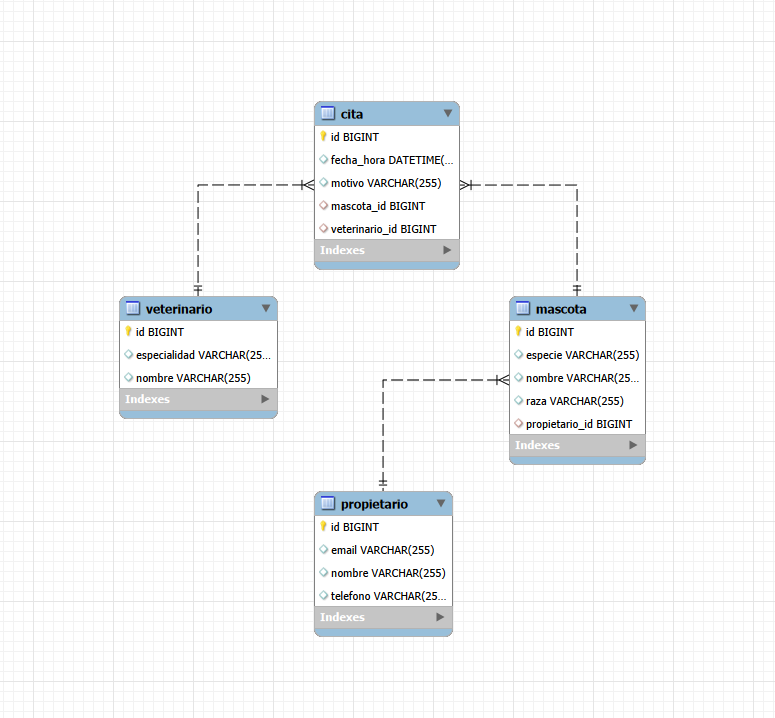 cita
id BIGINT
fecha_hora DATETIME(...
motivo VARCHAR(255)
mascota_id BIGINT
veterinario_id BIGINT
Indexes
veterinario
id BIGINT
especialidad VARCHAR(25...
nombre VARCHAR(255)
Indexes
mascota
id BIGINT
especie VARCHAR(255)
nombre VARCHAR(25...
raza VARCHAR(255)
propietario_id BIGINT
Indexes
propietario
id BIGINT
email VARCHAR(255)
nombre VARCHAR(255)
telefono VARCHAR(25...
Indexes